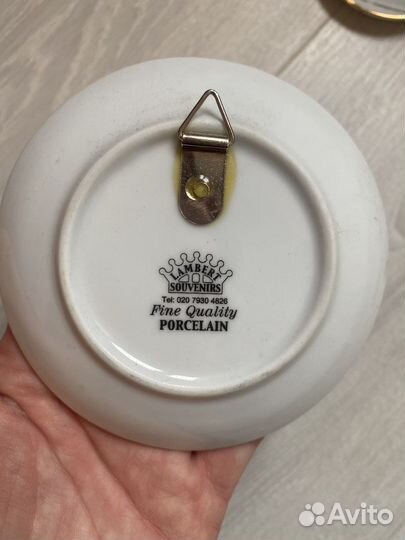 LAMBERT
SOUVENIRS
Tel: 020 7930 4826
Fine Quality
PORCELAIN
Avito